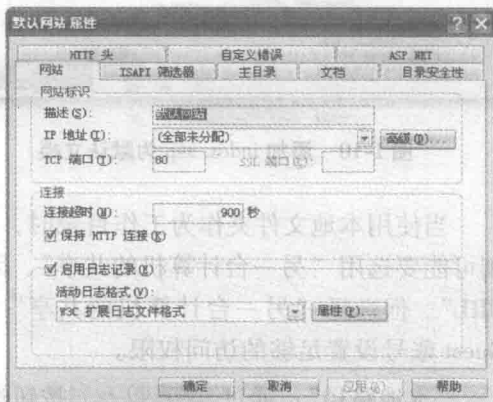 默认网站 属性
HTTP 头 自定义错误 ASP.NET
网站 ISAPI 筛选器 主目录 文档 目录安全性
网站标识
描述(S): 默认网站
IP 地址(I): (全部未分配) 高级(D)...
TCP 端口(T): 80 SSL 端口(L):
连接
连接超时(N): 900 秒
保持 HTTP 连接(K)
启用日志记录(E)
活动日志格式(V):
W3C 扩展日志文件格式 属性(P)...
确定 取消 应用(A) 帮助